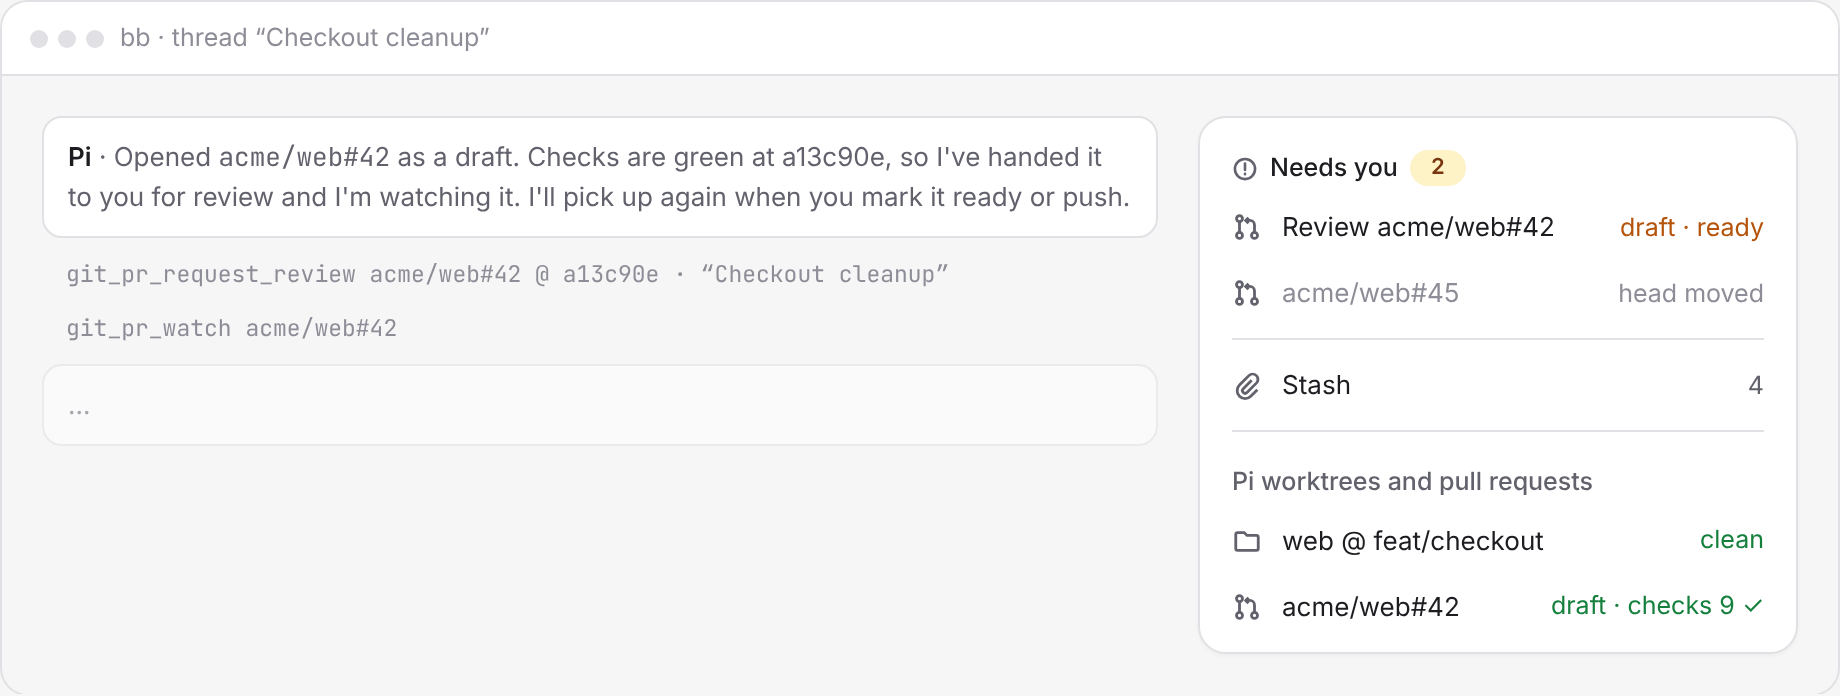 bb · thread “Checkout cleanup”
Pi · Opened acme/web#42 as a draft. Checks are green at a13c90e, so I've handed it
to you for review and I'm watching it. I'll pick up again when you mark it ready or push.
git_pr_request_review acme/web#42 @ a13c90e · “Checkout cleanup”
git_pr_watch acme/web#42
...
Needs you 2
Review acme/web#42 draft · ready
acme/web#45 head moved
Stash 4
Pi worktrees and pull requests
web @ feat/checkout clean
acme/web#42 draft · checks 9 ✓